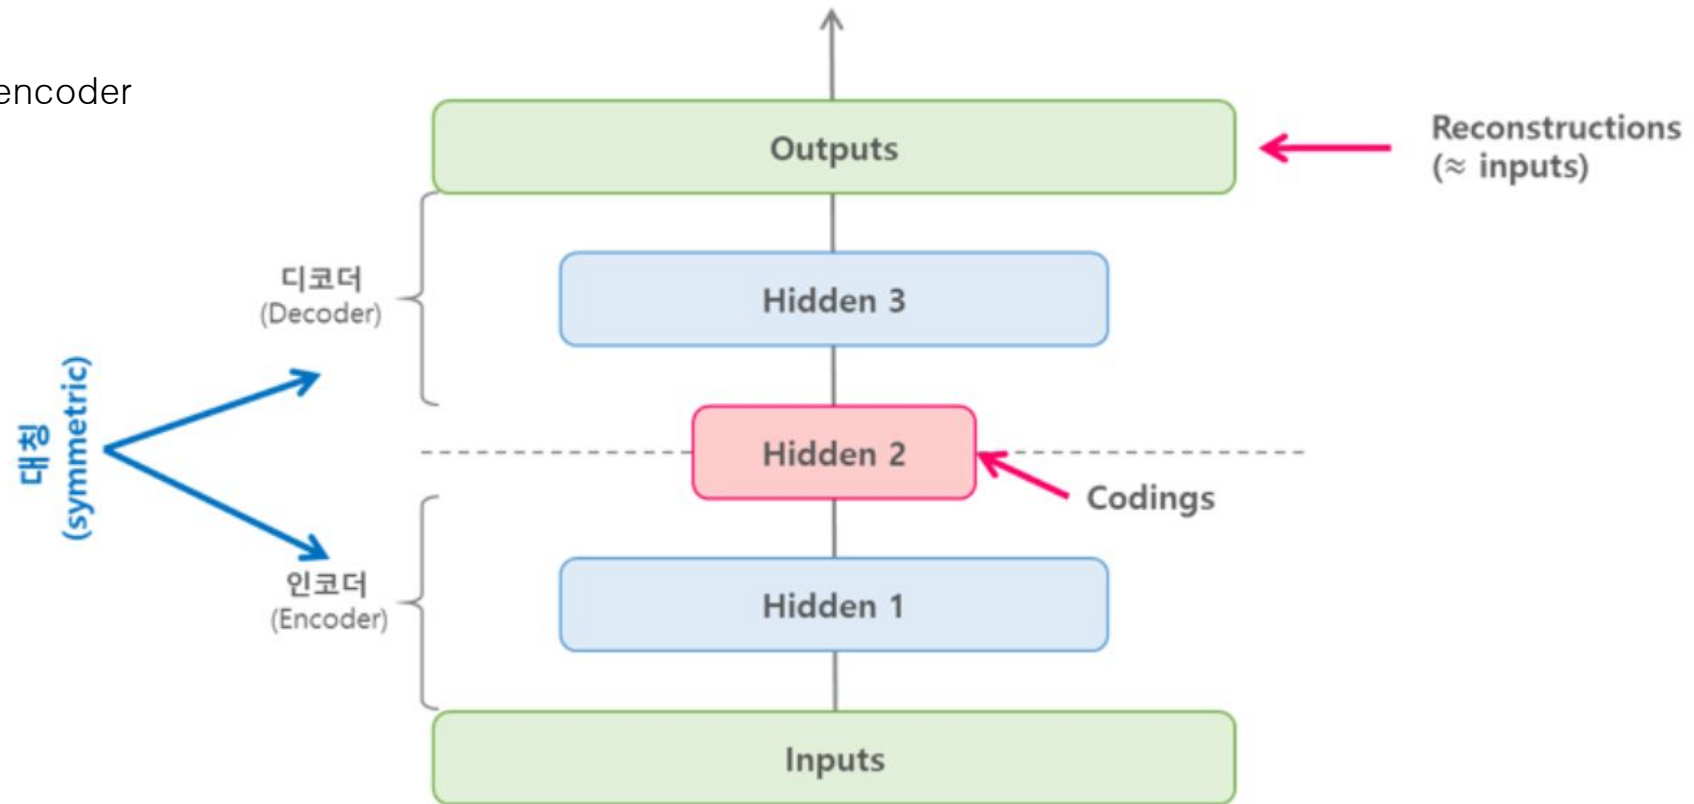 encoder
Outputs
Reconstructions
(≈ inputs)
디코더
(Decoder)
Hidden 3
대칭
(symmetric)
Hidden 2
Codings
인코더
(Encoder)
Hidden 1
Inputs